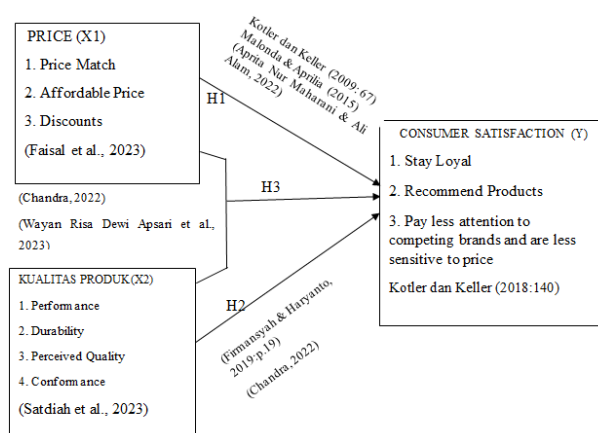 PRICE (X1)
1. Price Match
2. Affordable Price
3. Discounts
(Faisal et al., 2023)
(Chandra, 2022)
(Wayan Risa Dewi Apsari et al.,
2023)
KUALITAS PRODUK(X2)
1. Performance
2. Durability
3. Perceived Quality
4. Conformance
(Satdiah et al., 2023)
H1
Kotler dan Keller (2009:67)
Malonda & Aprilia (2015)
(Aprita Nur Maharani & Ali
Alam, 2022)
H3
H2
(Firmansyah & Haryanto,
2019:p.19)
(Chandra, 2022)
CONSUMER SATISFACTION (Y)
1. Stay Loyal
2. Recommend Products
3. Pay less attention to
competing brands and are less
sensitive to price
Kotler dan Keller (2018:140)